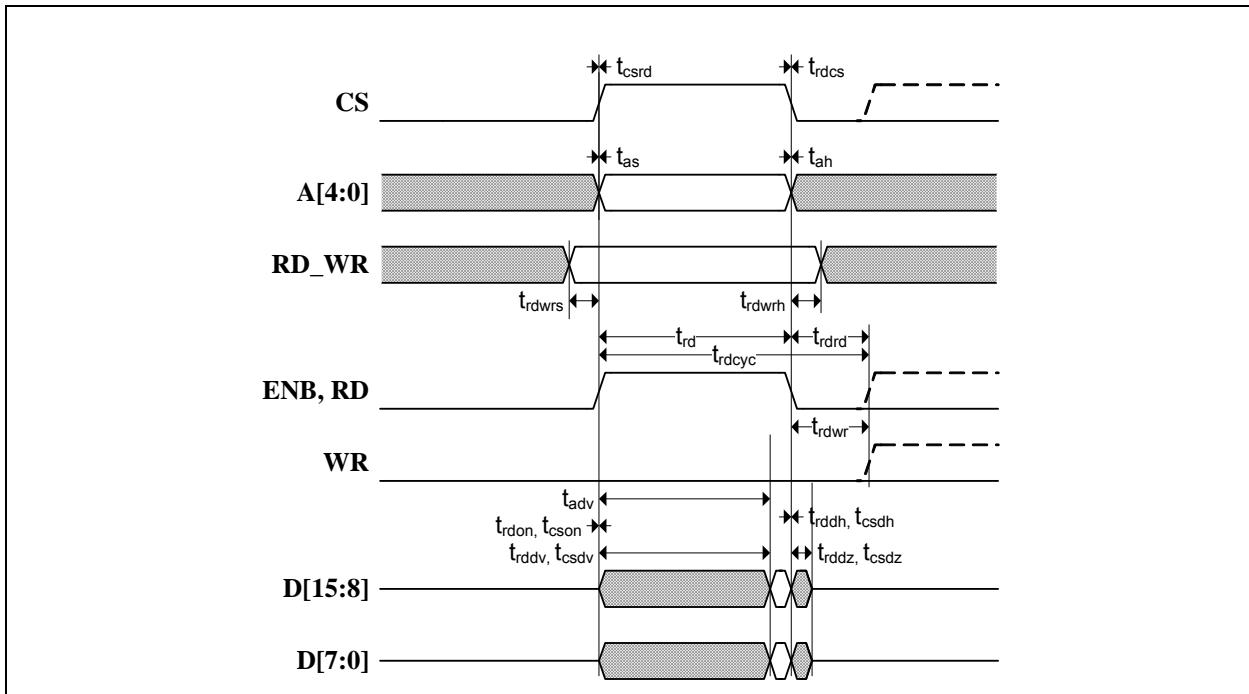 t_csrd t_rdcs
CS
t_as t_ah
A[4:0]
RD_WR
t_rdwrs t_rdwrh
t_rd t_rdrd
t_rdcyc
ENB, RD
t_rdwr
WR
t_adv
t_rdon, t_cson t_rddh, t_csdh
t_rddv, t_csdv t_rddz, t_csdz
D[15:8]
D[7:0]